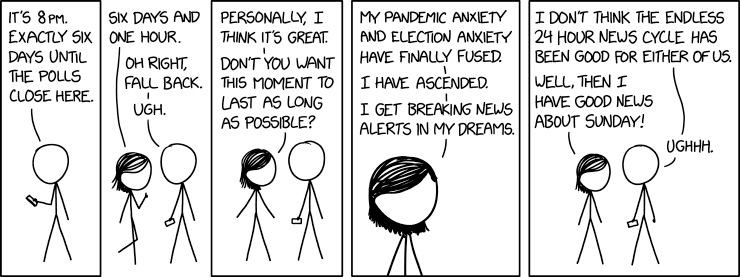 IT'S 8 PM.
EXACTLY SIX
DAYS UNTIL
THE POLLS
CLOSE HERE.
SIX DAYS AND
ONE HOUR.
OH RIGHT,
FALL BACK.
UGH.
PERSONALLY, I
THINK IT'S GREAT.
DON'T YOU WANT
THIS MOMENT TO
LAST AS LONG
AS POSSIBLE?
MY PANDEMIC ANXIETY
AND ELECTION ANXIETY
HAVE FINALLY FUSED.
I HAVE ASCENDED.
I GET BREAKING NEWS
ALERTS IN MY DREAMS.
I DON'T THINK THE ENDLESS
24 HOUR NEWS CYCLE HAS
BEEN GOOD FOR EITHER OF US.
WELL, THEN I
HAVE GOOD NEWS
ABOUT SUNDAY!
UGHHH.